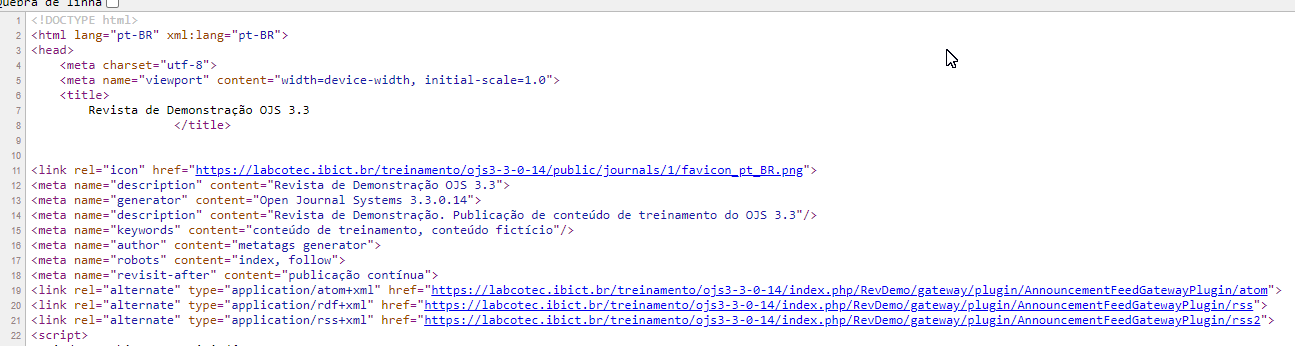 Quebra de linha
1 <!DOCTYPE html>
2 <html lang="pt-BR" xml:lang="pt-BR">
3 <head>
4 <meta charset="utf-8">
5 <meta name="viewport" content="width=device-width, initial-scale=1.0">
6 <title>
7 Revista de Demonstração OJS 3.3
8 </title>
9
10
11 <link rel="icon" href="https://labcotec.ibict.br/treinamento/ojs3-3-0-14/public/journals/1/favicon_pt_BR.png">
12 <meta name="description" content="Revista de Demonstração OJS 3.3">
13 <meta name="generator" content="Open Journal Systems 3.3.0.14">
14 <meta name="description" content="Revista de Demonstração. Publicação de conteúdo de treinamento do OJS 3.3"/>
15 <meta name="keywords" content="conteúdo de treinamento, conteúdo fictício"/>
16 <meta name="author" content="metatags generator">
17 <meta name="robots" content="index, follow">
18 <meta name="revisit-after" content="publicação contínua">
19 <link rel="alternate" type="application/atom+xml" href="https://labcotec.ibict.br/treinamento/ojs3-3-0-14/index.php/RevDemo/gateway/plugin/AnnouncementFeedGatewayPlugin/atom">
20 <link rel="alternate" type="application/rdf+xml" href="https://labcotec.ibict.br/treinamento/ojs3-3-0-14/index.php/RevDemo/gateway/plugin/AnnouncementFeedGatewayPlugin/rss">
21 <link rel="alternate" type="application/rss+xml" href="https://labcotec.ibict.br/treinamento/ojs3-3-0-14/index.php/RevDemo/gateway/plugin/AnnouncementFeedGatewayPlugin/rss2">
22 <script>